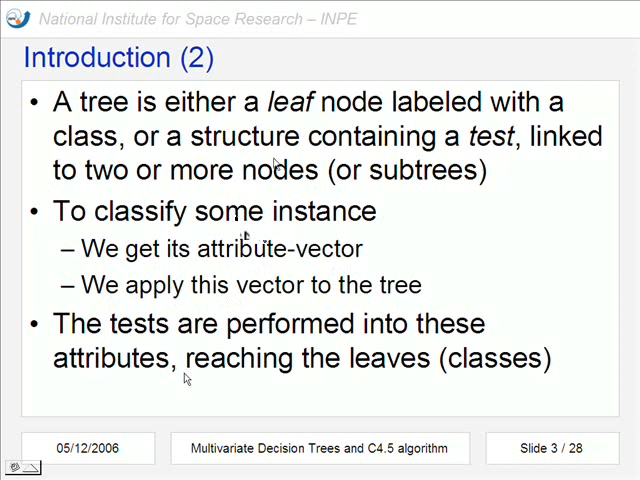 National Institute for Space Research – INPE
Introduction (2)
• A tree is either a leaf node labeled with a
class, or a structure containing a test, linked
to two or more nodes (or subtrees)
• To classify some instance
– We get its attribute-vector
– We apply this vector to the tree
• The tests are performed into these
attributes, reaching the leaves (classes)
05/12/2006
Multivariate Decision Trees and C4.5 algorithm
Slide 3 / 28